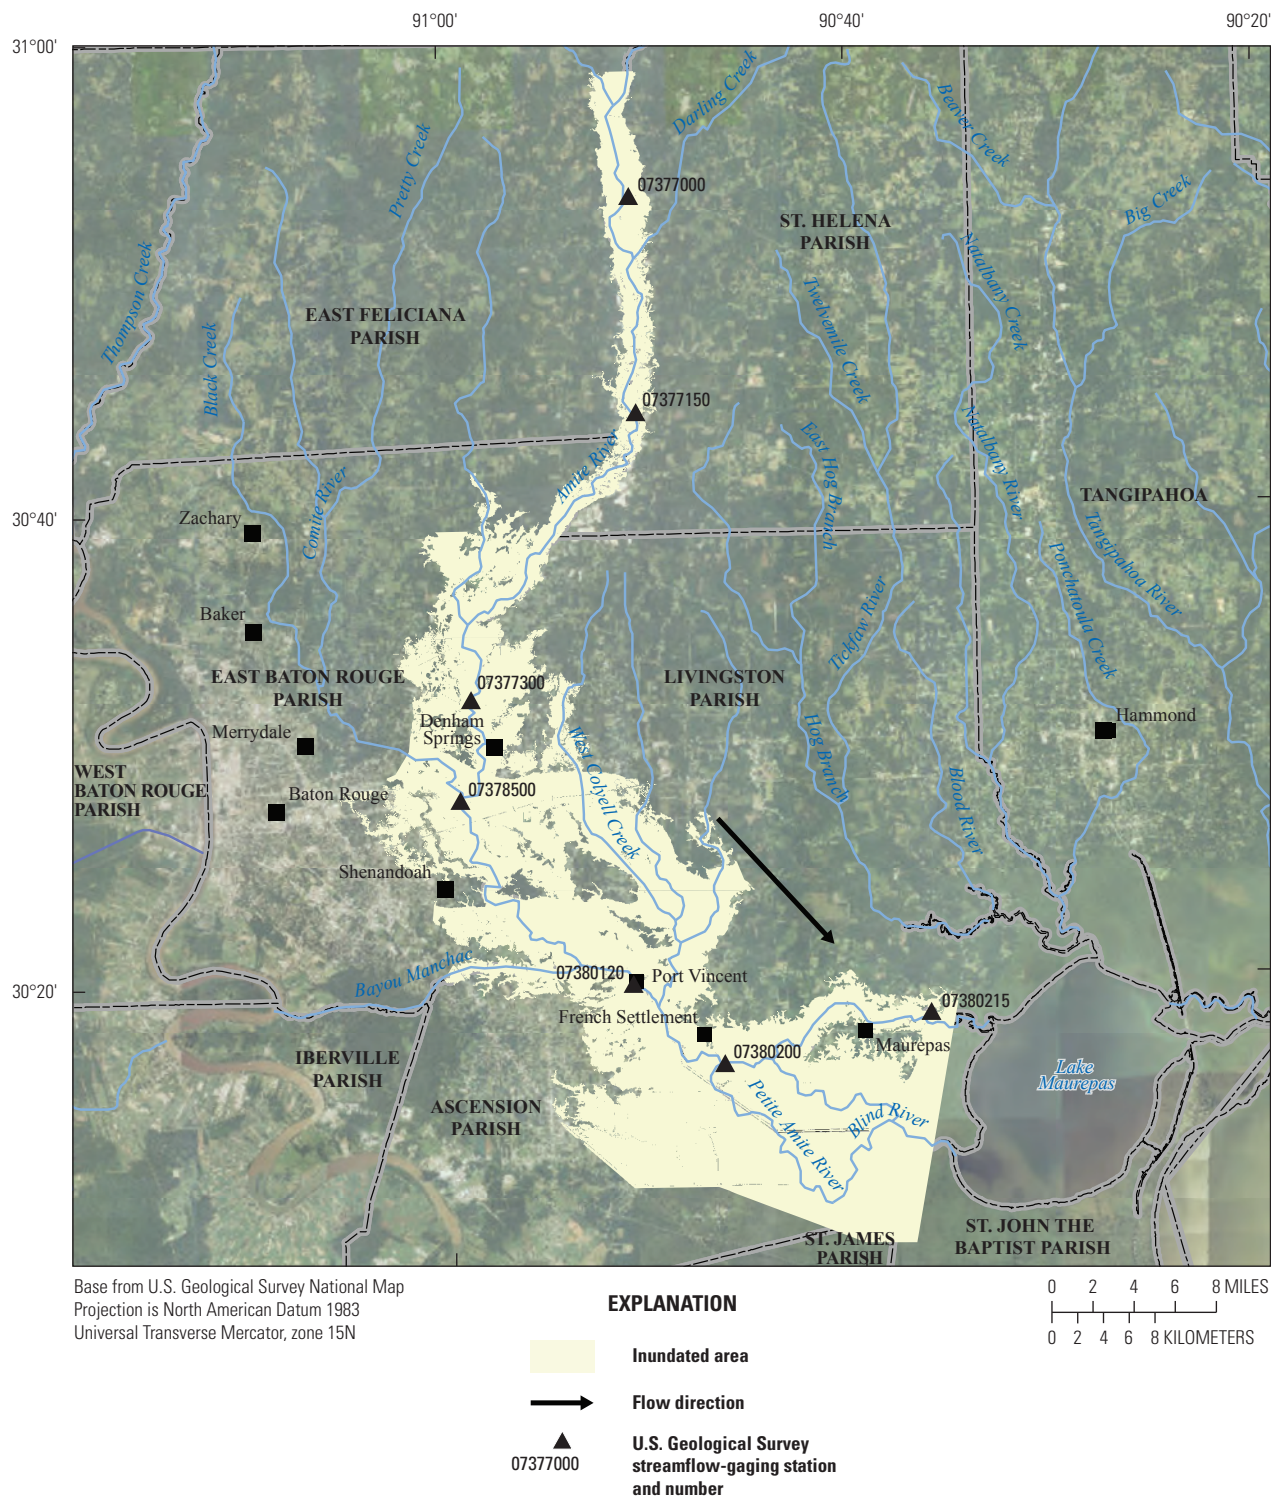 91°00'
90°40'
90°20'
31°00'
Darling Creek
Beaver Creek
Pretty Creek
07377000
Big Creek
ST. HELENA
PARISH
Natalbany Creek
Thompson Creek
Twelvemile Creek
EAST FELICIANA
PARISH
Black Creek
07377150
Amite River
East Hog Branch
Natalbany River
TANGIPAHOA
Comite River
Zachary
30°40'
Tangipahoa River
Ponchatoula Creek
Baker
Tickfaw River
EAST BATON ROUGE
PARISH
07377300
LIVINGSTON
PARISH
Denham
Springs
Hammond
Merrydale
West Colyell Creek
Hog Branch
WEST
BATON ROUGE
PARISH
Baton Rouge
07378500
Blood River
Shenandoah
Bayou Manchac
07380120
Port Vincent
30°20'
07380215
French Settlement
Maurepas
07380200
IBERVILLE
PARISH
Lake
Maurepas
ASCENSION
PARISH
Petite Amite River
Blind River
ST. JAMES
PARISH
ST. JOHN THE
BAPTIST PARISH
Base from U.S. Geological Survey National Map
Projection is North American Datum 1983
Universal Transverse Mercator, zone 15N
0 2 4 6 8 MILES
0 2 4 6 8 KILOMETERS
EXPLANATION
Inundated area
Flow direction
07377000
U.S. Geological Survey
streamflow-gaging station
and number